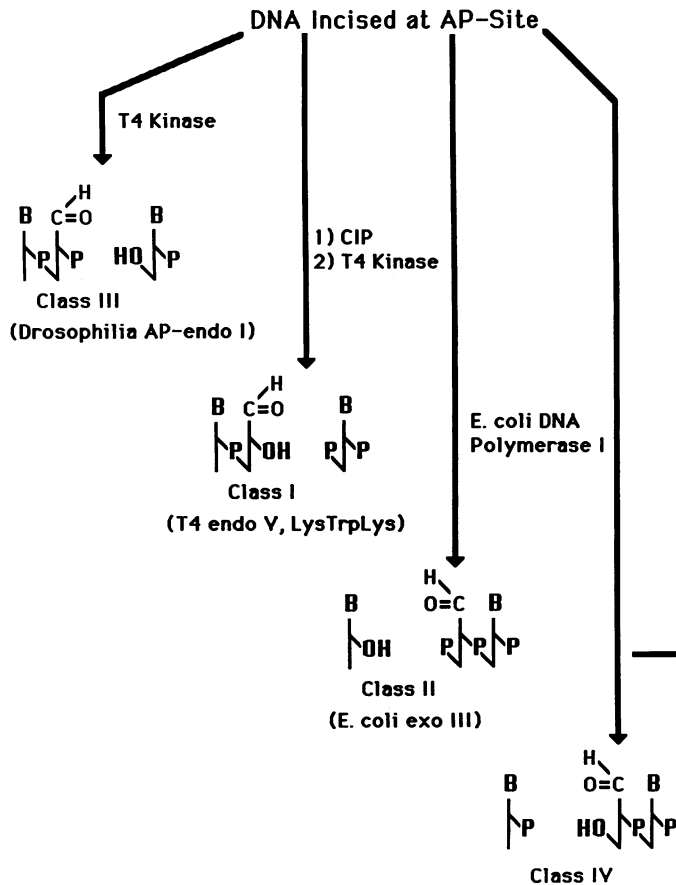 DNA Incised at AP-Site
T4 Kinase
H
B C=O B
P P HO P
Class III
(Drosophilia AP-endo I)
1) CIP
2) T4 Kinase
H
B C=O B
P OH P P
Class I
(T4 endo V, LysTrpLys)
E. coli DNA
Polymerase I
H
B O=C B
OH P P P
Class II
(E. coli exo III)
H
B O=C B
P HO P P
Class IV